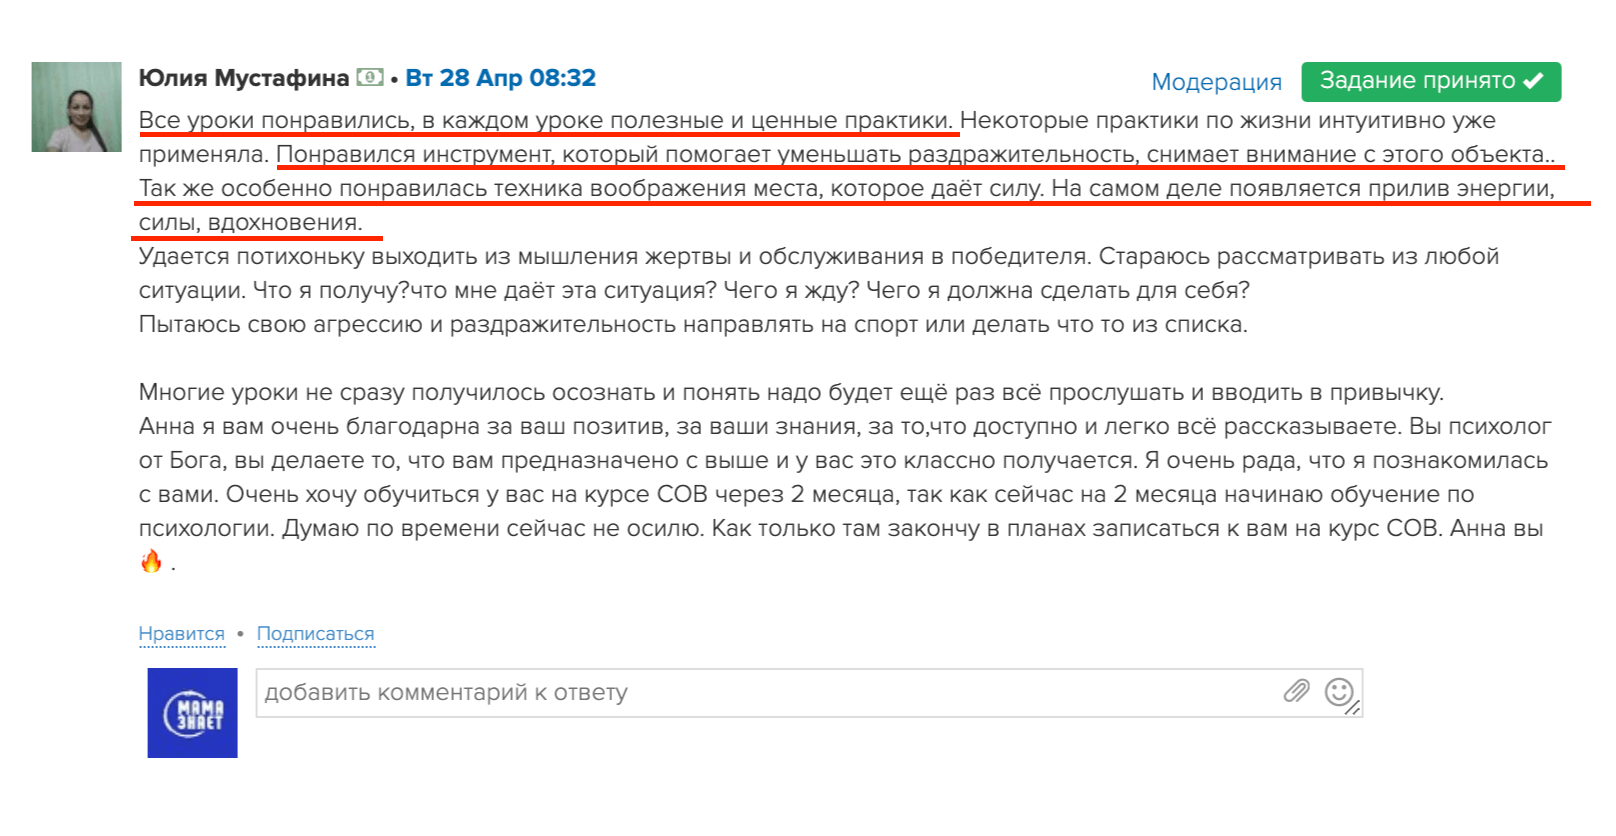 Юлия Мустафина • Вт 28 Апр 08:32
Модерация
Задание принято ✔
Все уроки понравились, в каждом уроке полезные и ценные практики. Некоторые практики по жизни интуитивно уже
применяла. Понравился инструмент, который помогает уменьшать раздражительность, снимает внимание с этого объекта..
Так же особенно понравилась техника воображения места, которое даёт силу. На самом деле появляется прилив энергии,
силы, вдохновения.
Удается потихоньку выходить из мышления жертвы и обслуживания в победителя. Стараюсь рассматривать из любой
ситуации. Что я получу?что мне даёт эта ситуация? Чего я жду? Чего я должна сделать для себя?
Пытаюсь свою агрессию и раздражительность направлять на спорт или делать что то из списка.
Многие уроки не сразу получилось осознать и понять надо будет ещё раз всё прослушать и вводить в привычку.
Анна я вам очень благодарна за ваш позитив, за ваши знания, за то,что доступно и легко всё рассказываете. Вы психолог
от Бога, вы делаете то, что вам предназначено с выше и у вас это классно получается. Я очень рада, что я познакомилась
с вами. Очень хочу обучиться у вас на курсе СОВ через 2 месяца, так как сейчас на 2 месяца начинаю обучение по
психологии. Думаю по времени сейчас не осилю. Как только там закончу в планах записаться к вам на курс СОВ. Анна вы
🔥 .
Нравится • Подписаться
МАМА
ЗНАЕТ
добавить комментарий к ответу